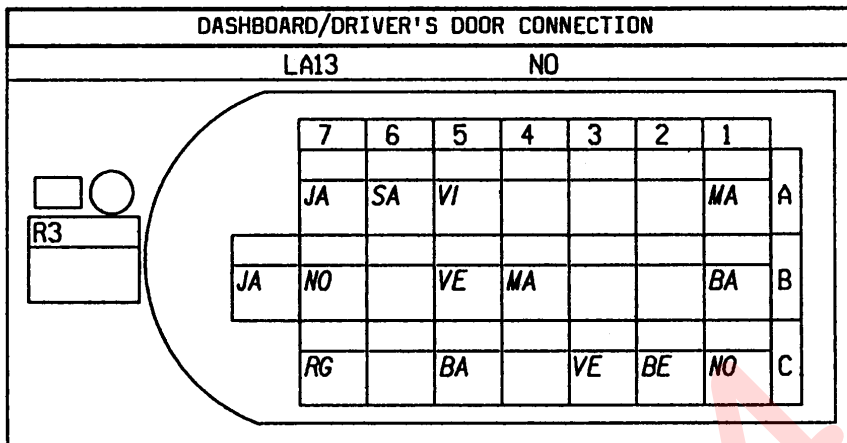 DASHBOARD/DRIVER'S DOOR CONNECTION
LA13 NO
7 6 5 4 3 2 1
JA SA VI MA A
R3
JA NO VE MA BA B
RG BA VE BE NO C